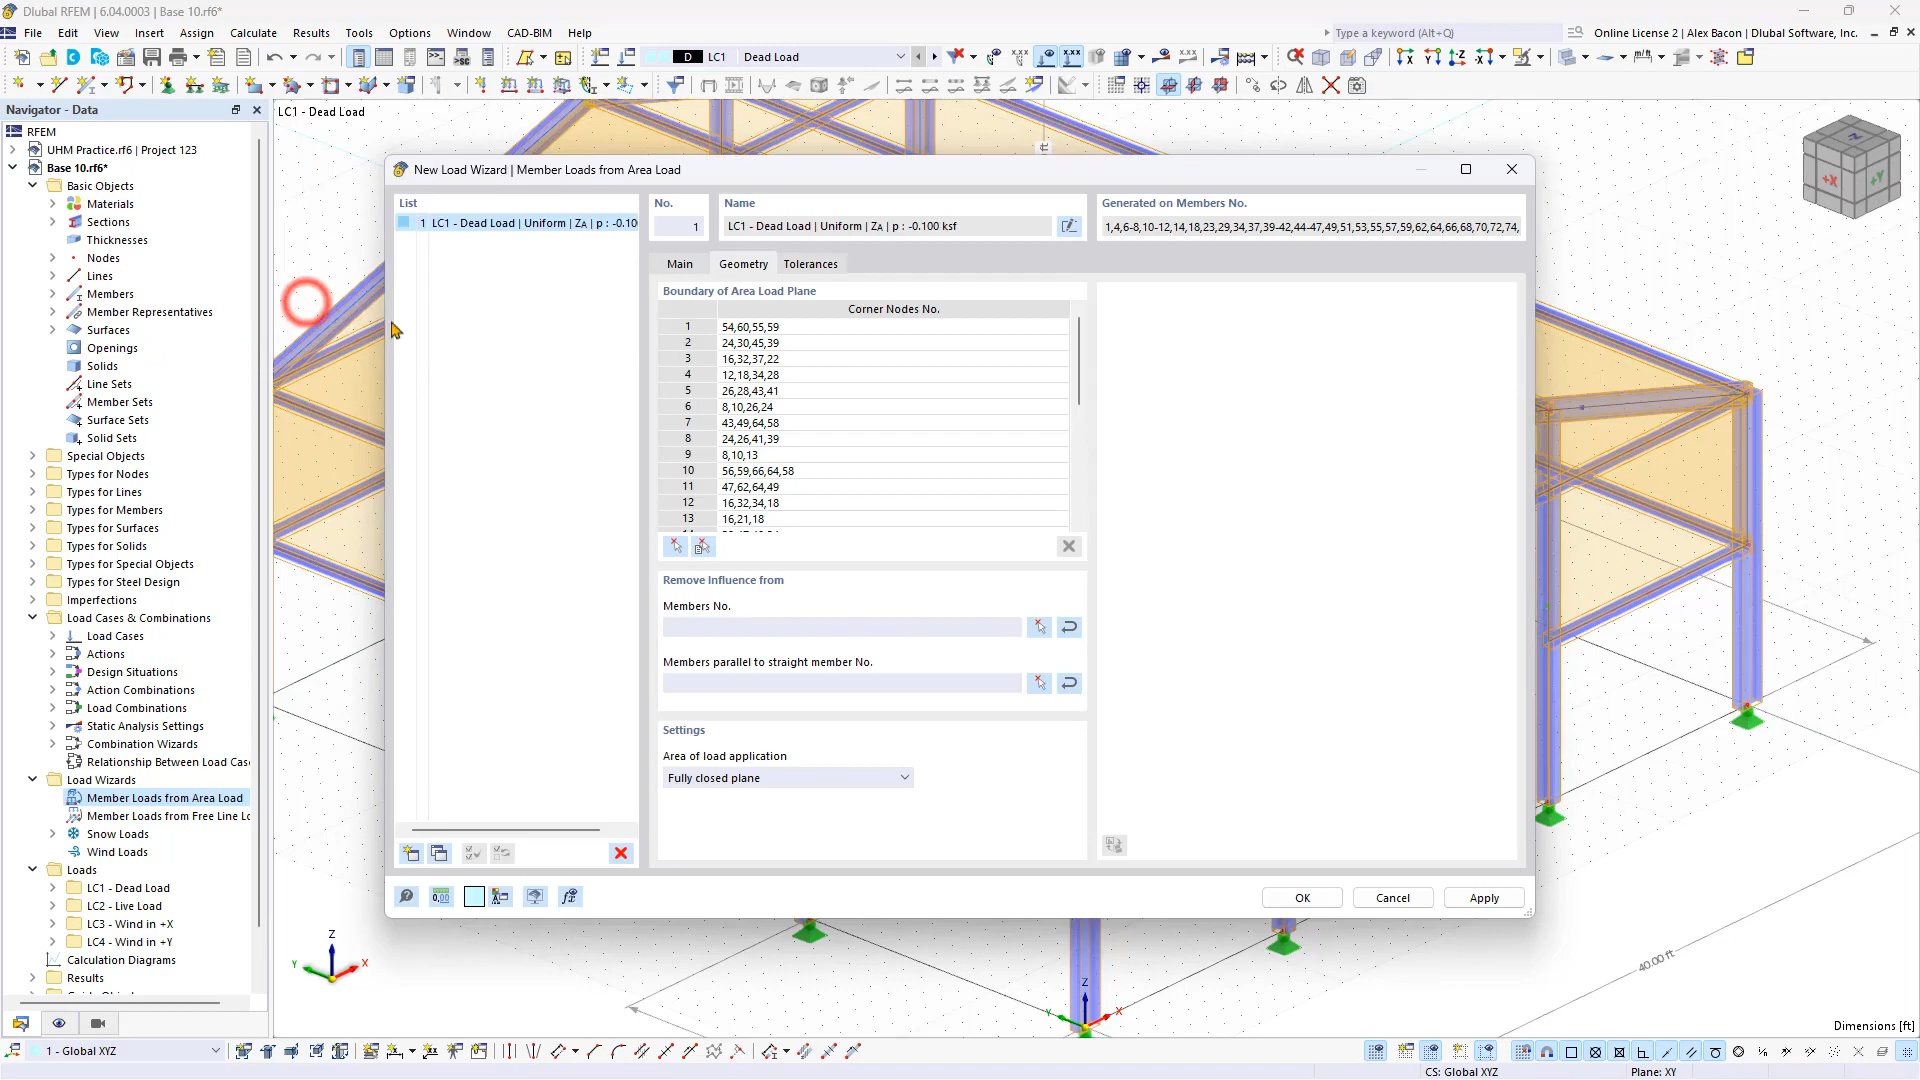 Dlubal RFEM | 6.04.0003 | Base 10.rf6*
File Edit View Insert Assign Calculate Results Tools Options Window CAD-BIM Help
Type a keyword (Alt+Q)
Online License 2 | Alex Bacon | Dlubal Software, Inc.
D LC1 Dead Load
Navigator - Data
RFEM
UHM Practice.rf6 | Project 123
Base 10.rf6*
Basic Objects
Materials
Sections
Thicknesses
Nodes
Lines
Members
Member Representatives
Surfaces
Openings
Solids
Line Sets
Member Sets
Surface Sets
Solid Sets
Special Objects
Types for Nodes
Types for Lines
Types for Members
Types for Surfaces
Types for Solids
Types for Special Objects
Types for Steel Design
Imperfections
Load Cases & Combinations
Load Cases
Actions
Design Situations
Action Combinations
Load Combinations
Static Analysis Settings
Combination Wizards
Relationship Between Load Cas
Load Wizards
Member Loads from Area Load
Member Loads from Free Line Lo
Snow Loads
Wind Loads
Loads
LC1 - Dead Load
LC2 - Live Load
LC3 - Wind in +X
LC4 - Wind in +Y
Calculation Diagrams
Results
LC1 - Dead Load
ft
New Load Wizard | Member Loads from Area Load
List
1 LC1 - Dead Load | Uniform | ZA | p : -0.10
No.
1
Name
LC1 - Dead Load | Uniform | ZA | p : -0.100 ksf
Generated on Members No.
1,4,6-8,10-12,14,18,23,29,34,37,39-42,44-47,49,51,53,55,57,59,62,64,66,68,70,72,74,
Main Geometry Tolerances
Boundary of Area Load Plane
Corner Nodes No.
1 54,60,55,59
2 24,30,45,39
3 16,32,37,22
4 12,18,34,28
5 26,28,43,41
6 8,10,26,24
7 43,49,64,58
8 24,26,41,39
9 8,10,13
10 56,59,66,64,58
11 47,62,64,49
12 16,32,34,18
13 16,21,18
Remove Influence from
Members No.
Members parallel to straight member No.
Settings
Area of load application
Fully closed plane
OK Cancel Apply
+X +Y
Z
Y X
Z
Y X
40.00 ft
Dimensions [ft]
1 - Global XYZ
CS: Global XYZ Plane: XY